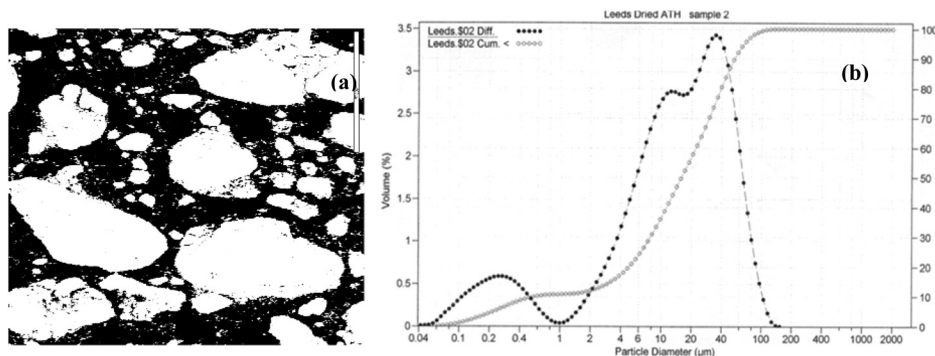 (a)
Leeds Dried ATH sample 2
Leeds.$02 Diff.
Leeds.$02 Cum. <
(b)
Volume (%)
3.5
3
2.5
2
1.5
1
0.5
0
100
90
80
70
60
50
40
30
20
10
0
0.04 0.1 0.2 0.4 1 2 4 6 10 20 40 60 100 200 400 1000 2000
Particle Diameter (um)